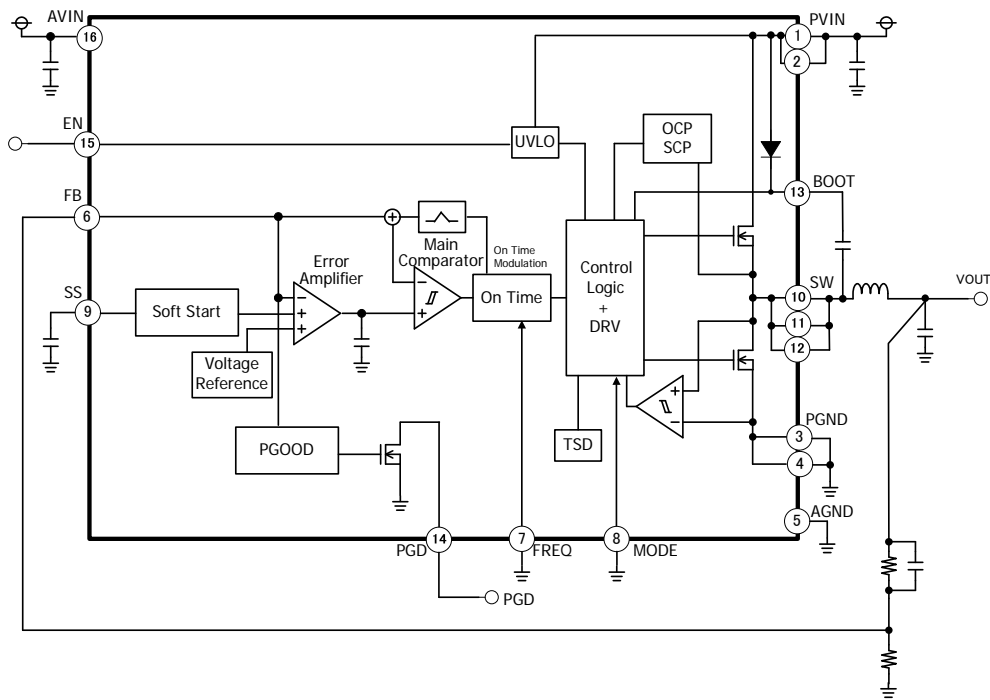 AVIN
16
PVIN
1
2
EN
15
UVLO
OCP
SCP
13
BOOT
FB
6
+
Main
Comparator
On Time
Modulation
Error
Amplifier
SS
9
Soft Start
−
+
+
−
+
On Time
Control
Logic
+
DRV
SW
10
11
12
VOUT
Voltage
Reference
+
−
PGOOD
TSD
PGND
3
4
5
AGND
PGD
14
7
FREQ
8
MODE
PGD